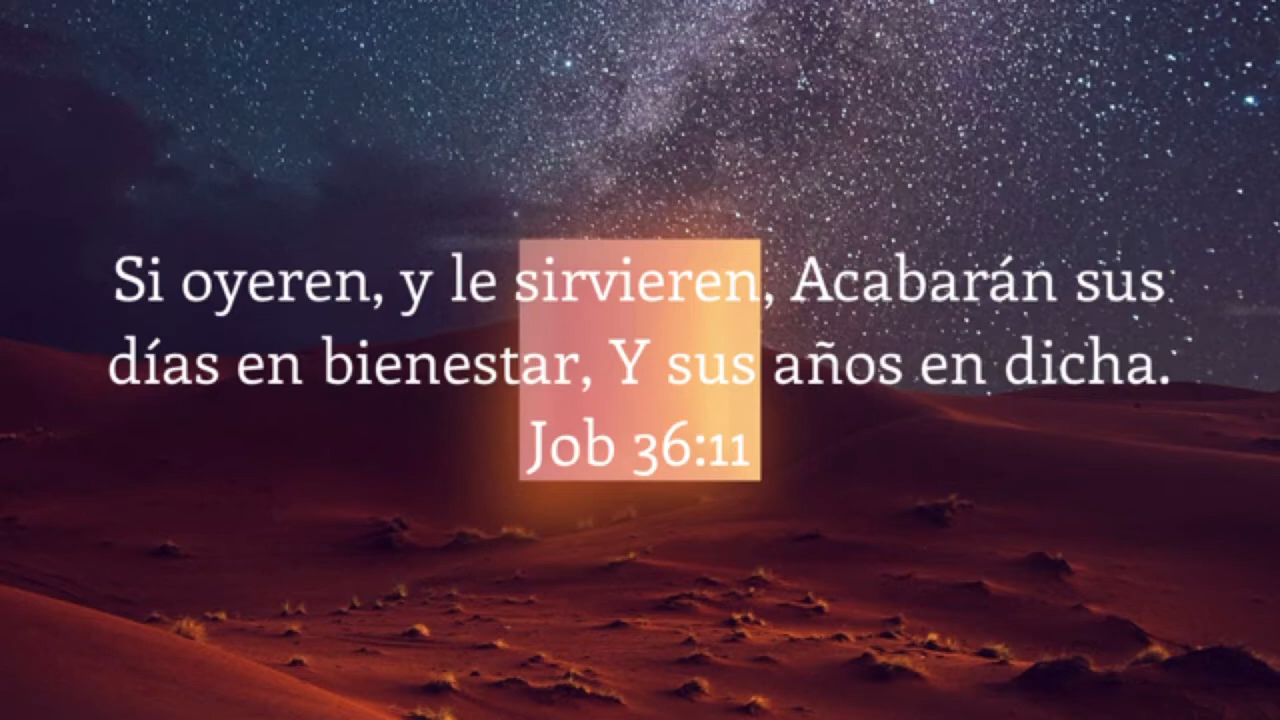 Si oyeren, y le sirvieren, Acabarán sus
días en bienestar, Y sus años en dicha.
Job 36:11